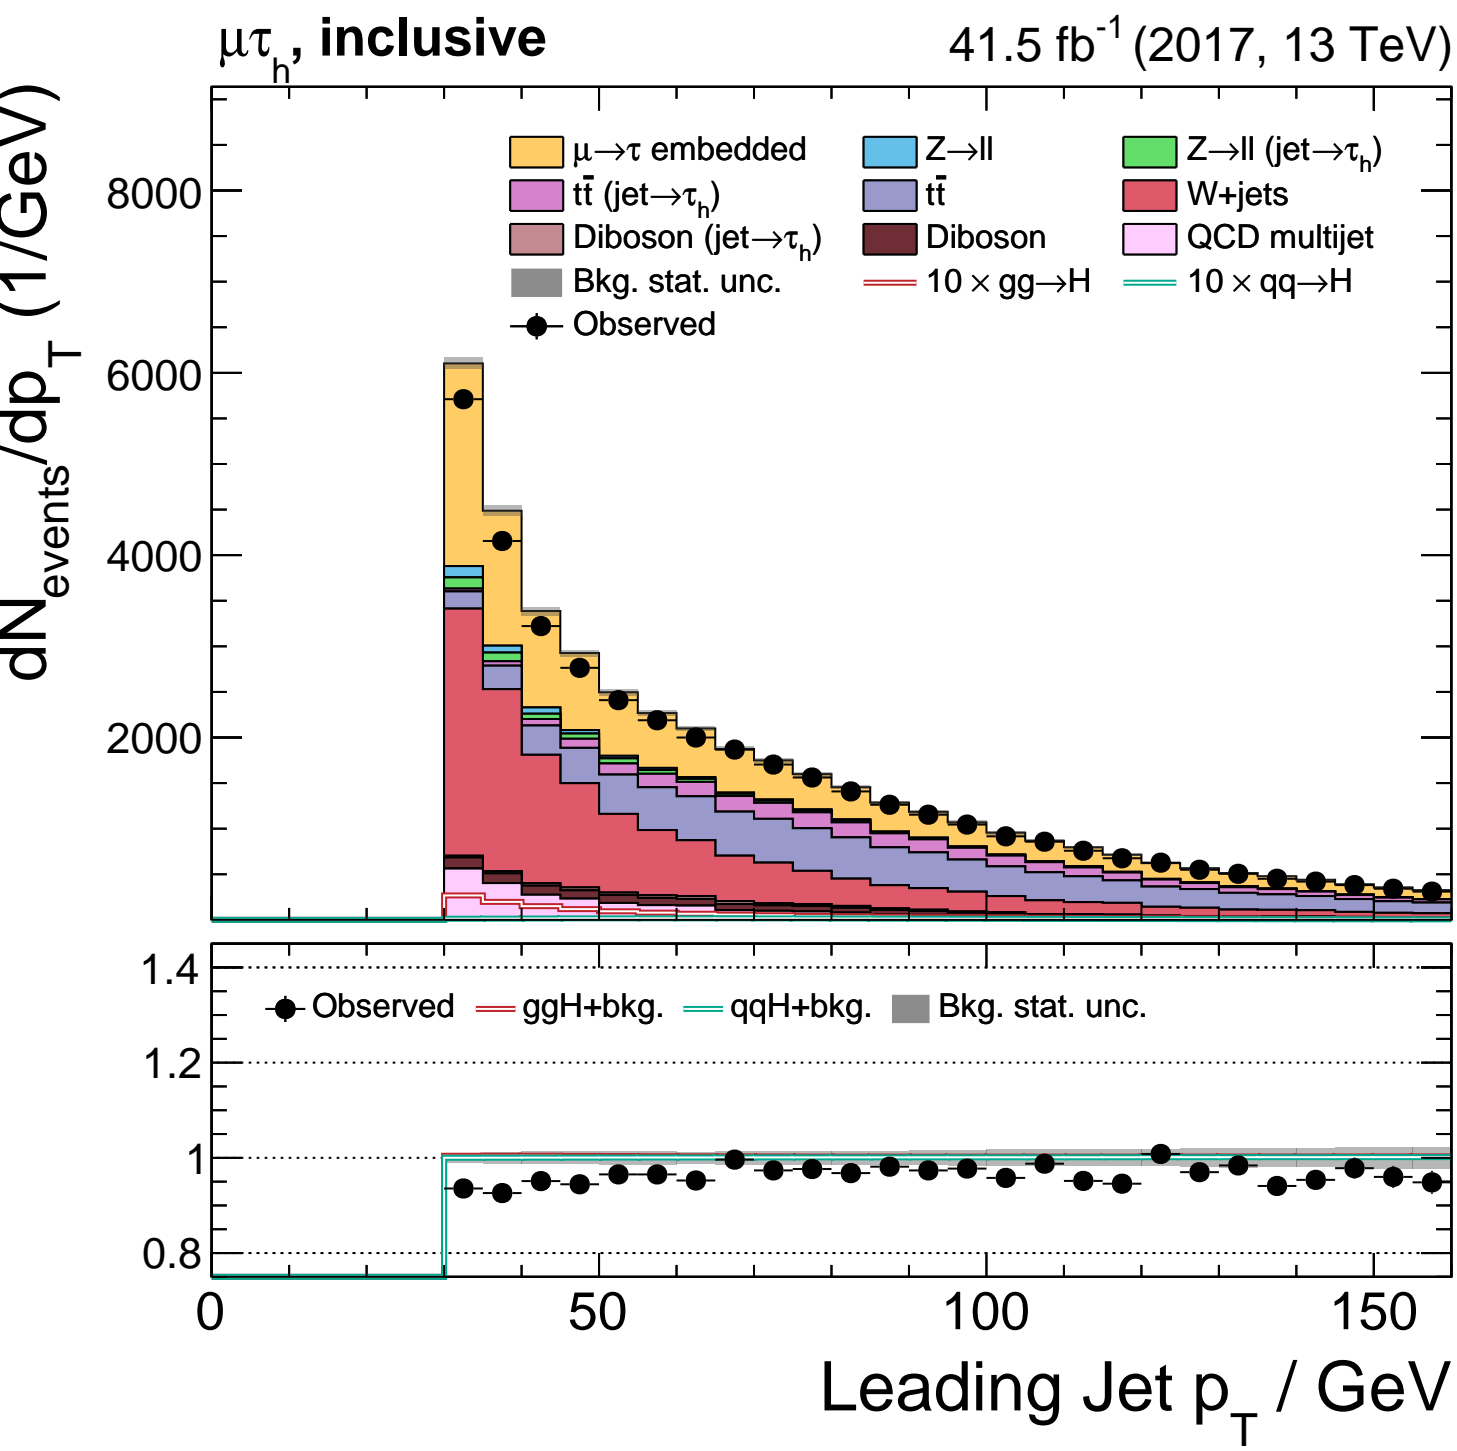 μτh, inclusive
41.5 fb-1 (2017, 13 TeV)
dNevents/dpT (1/GeV)
8000
6000
4000
2000
μ→τ embedded
Z→ll
Z→ll (jet→τh)
tt̄ (jet→τh)
tt̄
W+jets
Diboson (jet→τh)
Diboson
QCD multijet
Bkg. stat. unc.
10 × gg→H
10 × qq→H
Observed
1.4
1.2
1
0.8
Observed
ggH+bkg.
qqH+bkg.
Bkg. stat. unc.
0
50
100
150
Leading Jet pT / GeV